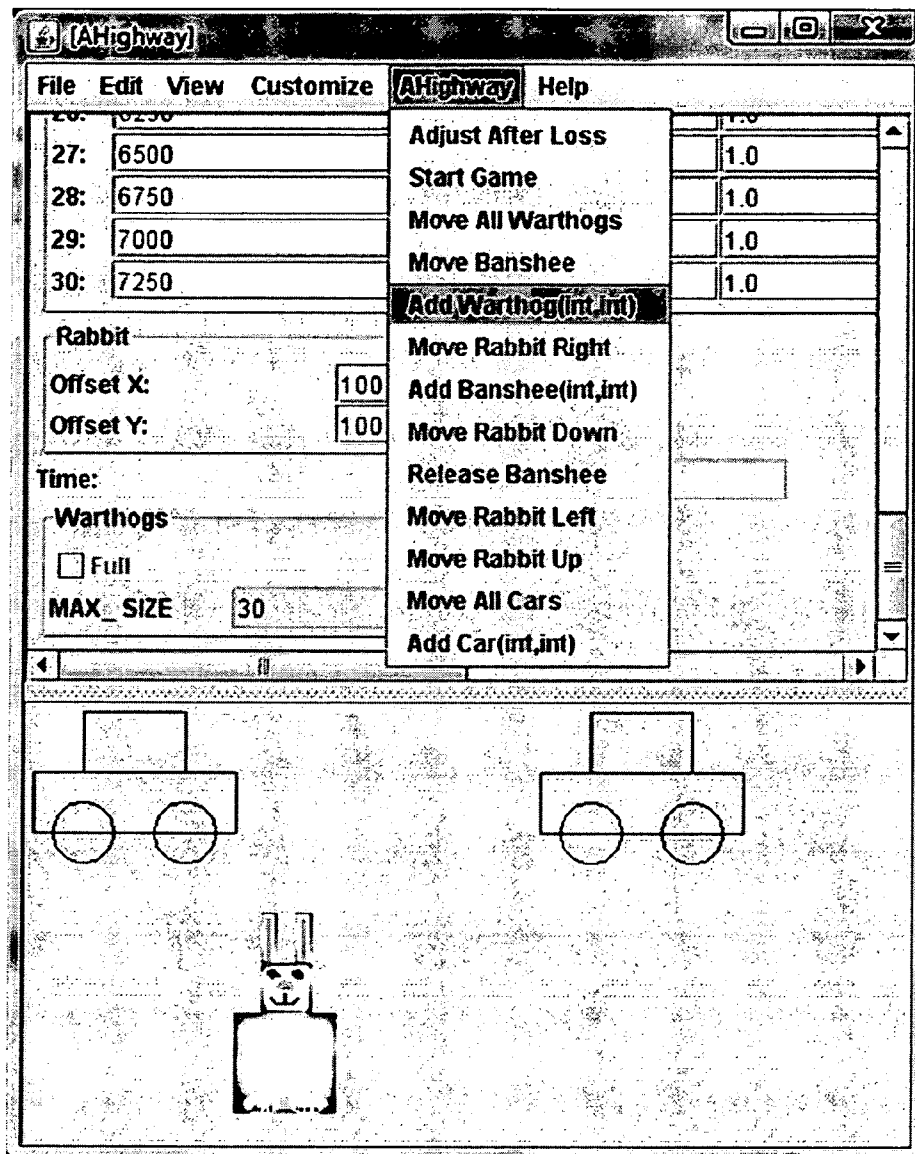 [AHighway]
File Edit View Customize AHighway Help
27: 6500 1.0
28: 6750 1.0
29: 7000 1.0
30: 7250 1.0
Rabbit
Offset X: 100
Offset Y: 100
Time:
Warthogs
Full
MAX_ SIZE 30
Adjust After Loss
Start Game
Move All Warthogs
Move Banshee
Add Warthog(int,int)
Move Rabbit Right
Add Banshee(int,int)
Move Rabbit Down
Release Banshee
Move Rabbit Left
Move Rabbit Up
Move All Cars
Add Car(int,int)